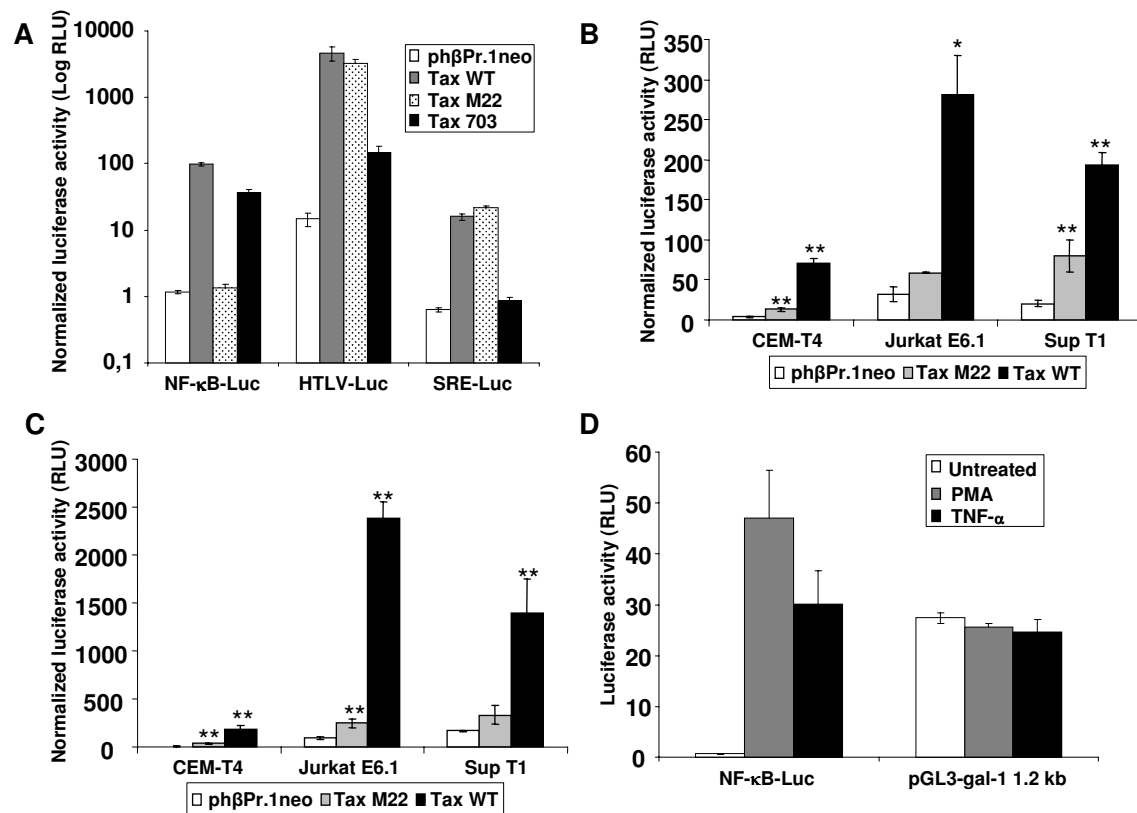 A
Normalized luciferase activity (Log RLU)
10000
1000
100
10
1
0,1
phβPr.1neo
Tax WT
Tax M22
Tax 703
NF-κB-Luc HTLV-Luc SRE-Luc
B
Normalized luciferase activity (RLU)
350
300
250
200
150
100
50
0
** ** * ** **
CEM-T4 Jurkat E6.1 Sup T1
phβPr.1neo Tax M22 Tax WT
C
Normalized luciferase activity (RLU)
3000
2500
2000
1500
1000
500
0
** ** ** ** **
CEM-T4 Jurkat E6.1 Sup T1
phβPr.1neo Tax M22 Tax WT
D
Luciferase activity (RLU)
60
50
40
30
20
10
0
Untreated
PMA
TNF-α
NF-κB-Luc pGL3-gal-1 1.2 kb